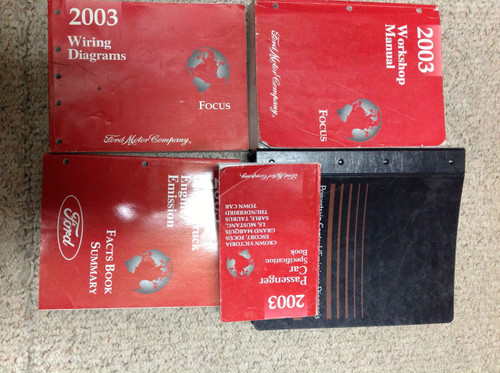 2003
Wiring
Diagrams
FOCUS
Ford Motor Company,
2003
Workshop
Manual
Ford Motor Company,
FOCUS
Engine
Truck
Emission
Ford
FACTS BOOK
SUMMARY
2003
Passenger
Car
Specification
Book
CROWN VICTORIA
ESCORT, FOCUS
GRAND MARQUIS
LS, MUSTANG,
SABLE, TAURUS
THUNDERBIRD
TOWN CAR
Ford Motor Company,